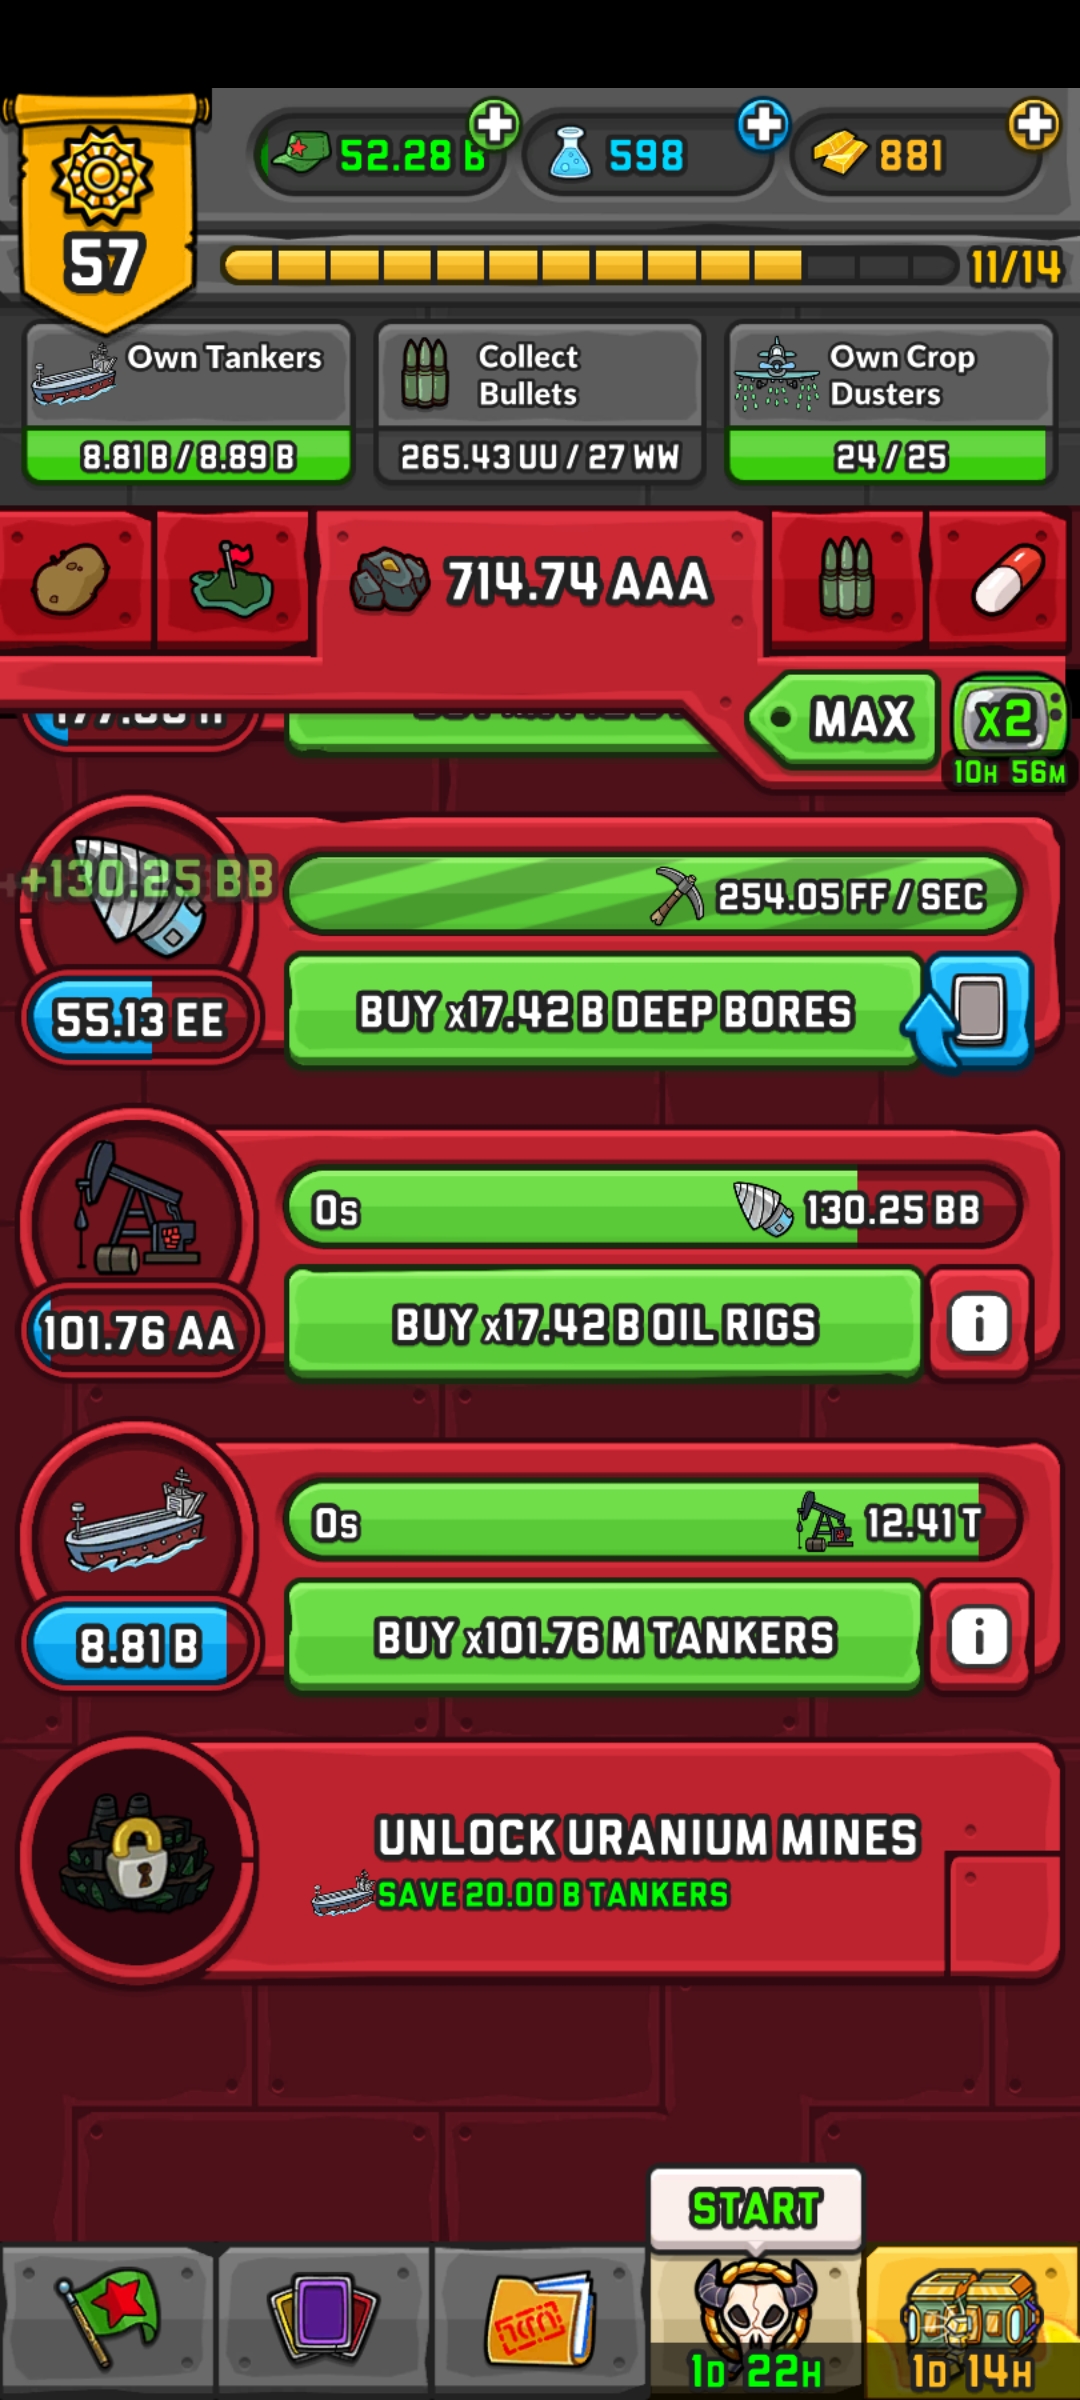 57
52.28 B
598
881
11/14
Own Tankers
8.81 B / 8.89 B
Collect
Bullets
265.43 UU / 27 WW
Own Crop
Dusters
24 / 25
714.74 AAA
MAX
x2
10H 56M
+130.25 BB
254.05 FF / SEC
55.13 EE
BUY x17.42 B DEEP BORES
0s
130.25 BB
101.76 AA
BUY x17.42 B OIL RIGS
i
0s
12.41 T
8.81 B
BUY x101.76 M TANKERS
i
UNLOCK URANIUM MINES
SAVE 20.00 B TANKERS
START
1D 22H
1D 14H